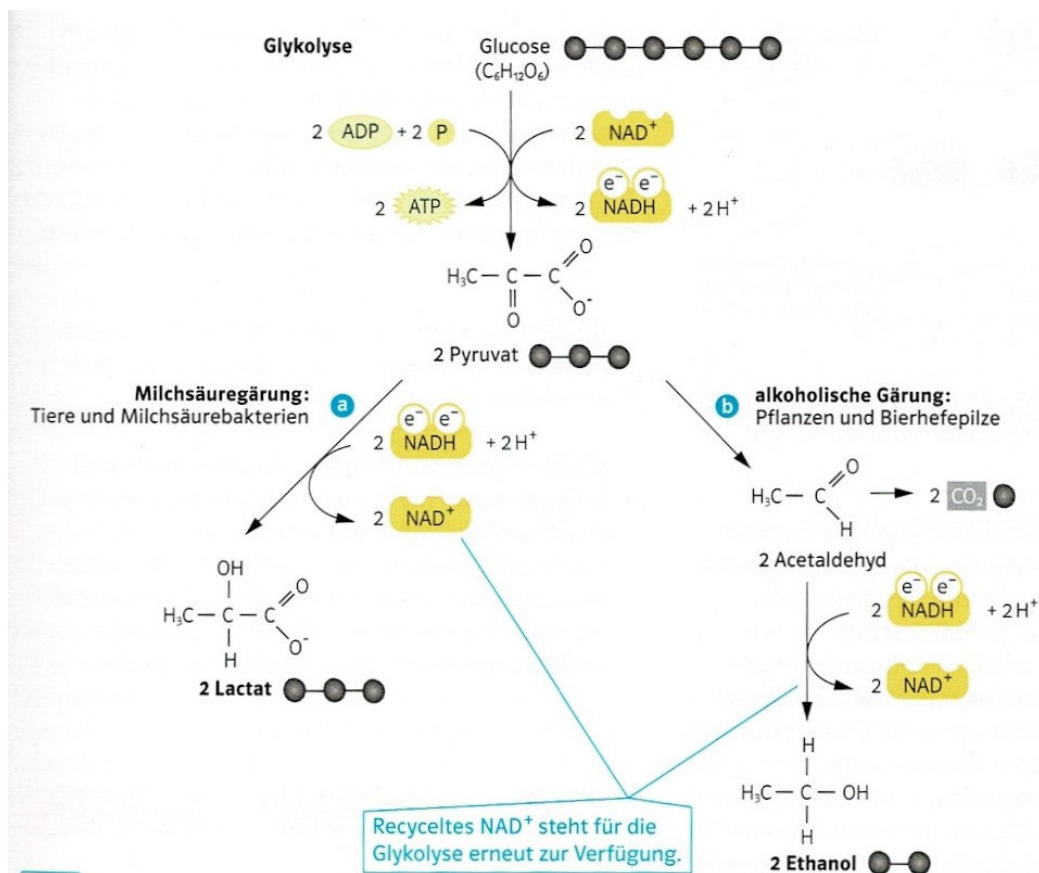 Glykolyse
Glucose
(C₆H₁₂O₆)
2 ADP + 2 P
2 NAD⁺
2 ATP
e⁻ e⁻
2 NADH + 2 H⁺
H₃C — C — C
O
O⁻
O
2 Pyruvat
Milchsäuregärung:
Tiere und Milchsäurebakterien
a
e⁻ e⁻
2 NADH + 2 H⁺
2 NAD⁺
OH
H₃C — C — C
O
O⁻
H
2 Lactat
b
alkoholische Gärung:
Pflanzen und Bierhefepilze
O
H₃C — C
H
2 CO₂
2 Acetaldehyd
e⁻ e⁻
2 NADH + 2 H⁺
2 NAD⁺
H
H₃C — C — OH
H
2 Ethanol
Recyceltes NAD⁺ steht für die
Glykolyse erneut zur Verfügung.